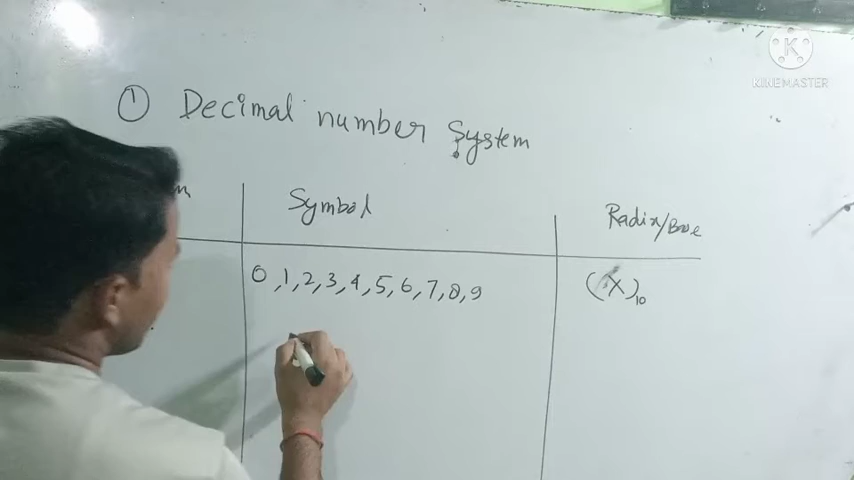 ① Decimal number System
Symbol
Radix/Base
0,1,2,3,4,5,6,7,8,9
(X)10
KINEMASTER